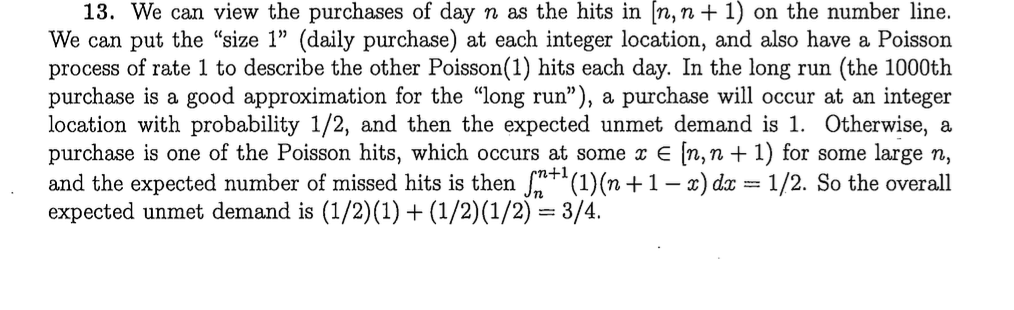 13. We can view the purchases of day n as the hits in [n, n + 1) on the number line.
We can put the “size 1” (daily purchase) at each integer location, and also have a Poisson
process of rate 1 to describe the other Poisson(1) hits each day. In the long run (the 1000th
purchase is a good approximation for the “long run”), a purchase will occur at an integer
location with probability 1/2, and then the expected unmet demand is 1. Otherwise, a
purchase is one of the Poisson hits, which occurs at some x ∈ [n, n + 1) for some large n,
and the expected number of missed hits is then ∫ₙⁿ⁺¹(1)(n + 1 − x) dx = 1/2. So the overall
expected unmet demand is (1/2)(1) + (1/2)(1/2) = 3/4.